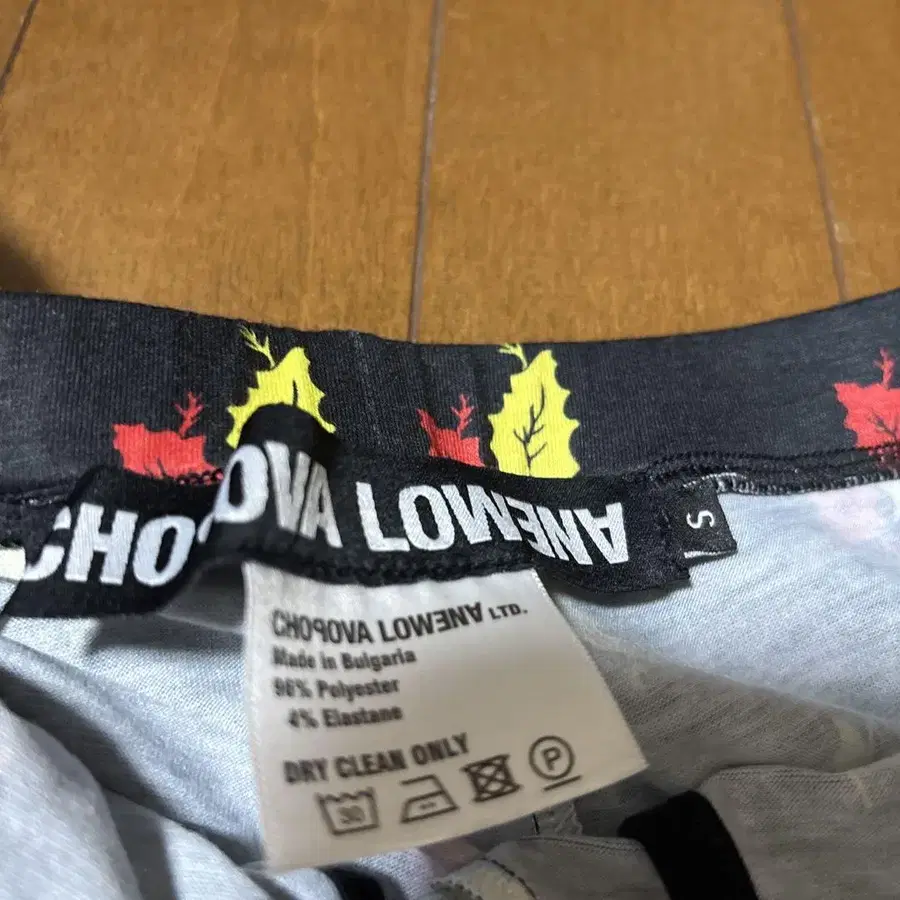 CHOPOVA LOWENA
S
CHOPOVA LOWENA LTD.
Made in Bulgaria
96% Polyester
4% Elastane
DRY CLEAN ONLY
30
P